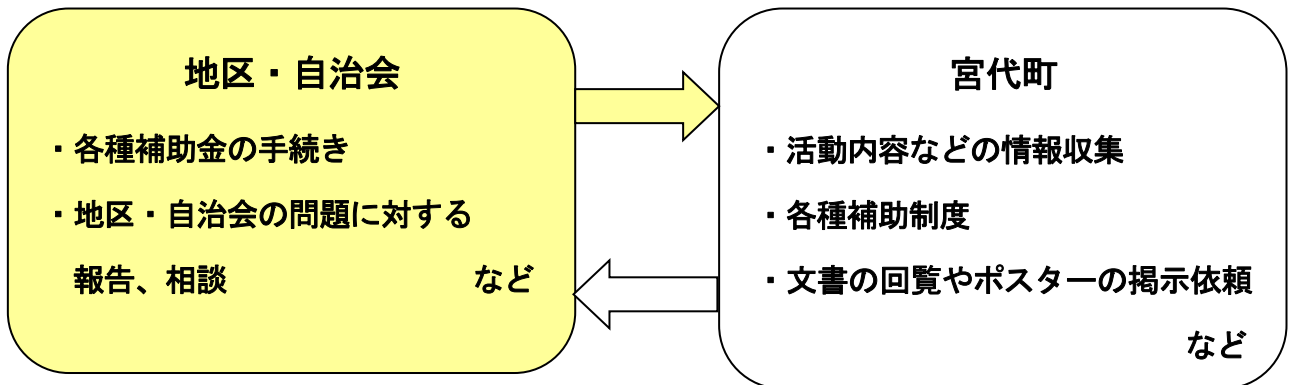 地区・自治会
・各種補助金の手続き
・地区・自治会の問題に対する
報告、相談 など
宮代町
・活動内容などの情報収集
・各種補助制度
・文書の回覧やポスターの掲示依頼
など